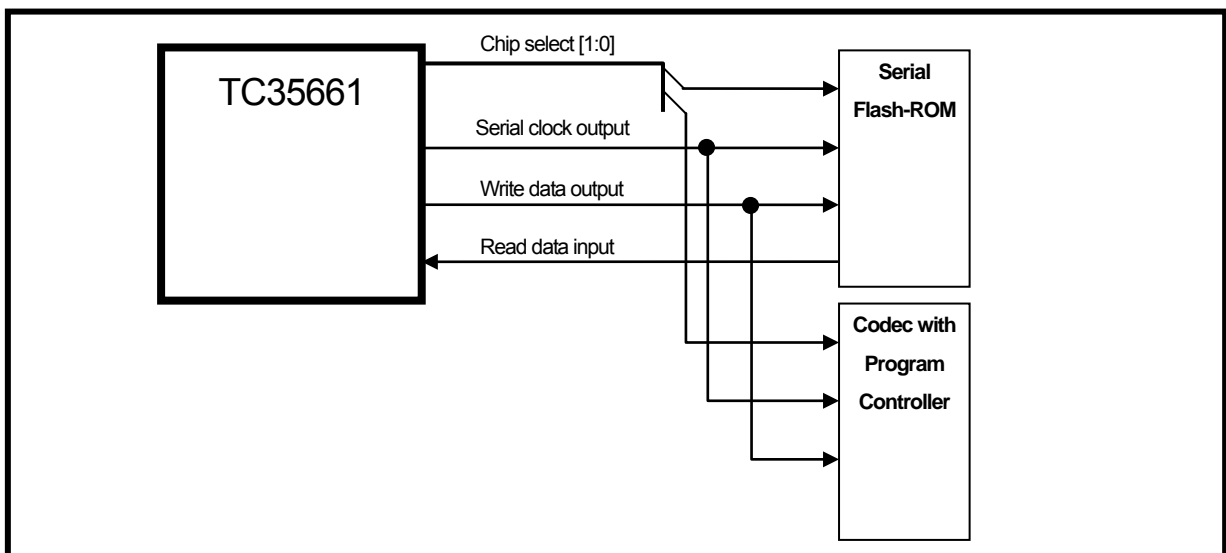 TC35661
Chip select [1:0]
Serial clock output
Write data output
Read data input
Serial
Flash-ROM
Codec with
Program
Controller